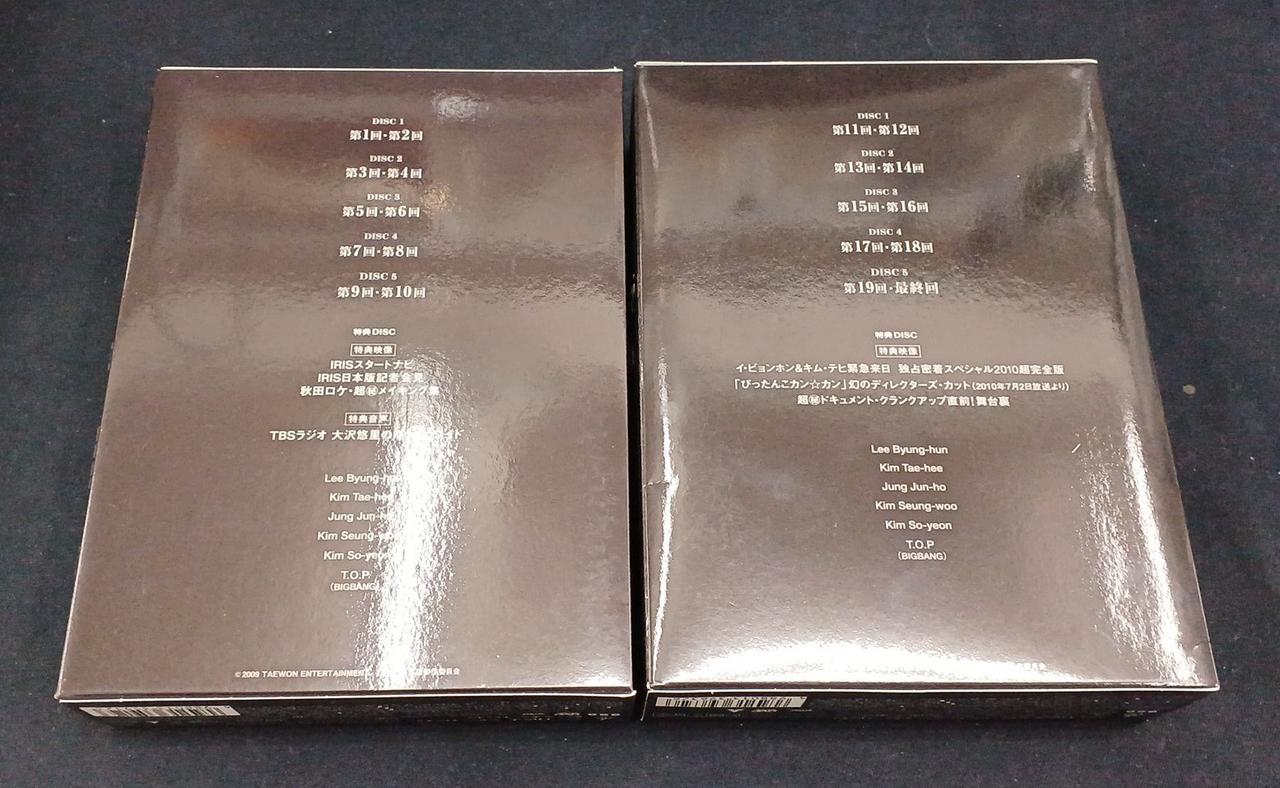 DISC 1
第1回・第2回
DISC 2
第3回・第4回
DISC 3
第5回・第6回
DISC 4
第7回・第8回
DISC 5
第9回・第10回
特典DISC
特典映像
IRISスタートナビ
IRIS日本版記者会見
秋田ロケ・超㊙メイキング集
特典音声
TBSラジオ 大沢悠里の
Lee Byung-
Kim Tae-hee
Jung Jun-
Kim Seung-
Kim So-yeon
T.O.P
(BIGBANG)
©2009 TAEWON ENTERTAINMENT
DISC 1
第11回・第12回
DISC 2
第13回・第14回
DISC 3
第15回・第16回
DISC 4
第17回・第18回
DISC 5
第19回・最終回
特典DISC
特典映像
イ・ビョンホン&キム・テヒ緊急来日 独占密着スペシャル2010超完全版
「ぴったんこカン☆カン」幻のディレクターズ・カット(2010年7月2日放送より)
超㊙ドキュメント・クランクアップ直前!舞台裏
Lee Byung-hun
Kim Tae-hee
Jung Jun-ho
Kim Seung-woo
Kim So-yeon
T.O.P
(BIGBANG)